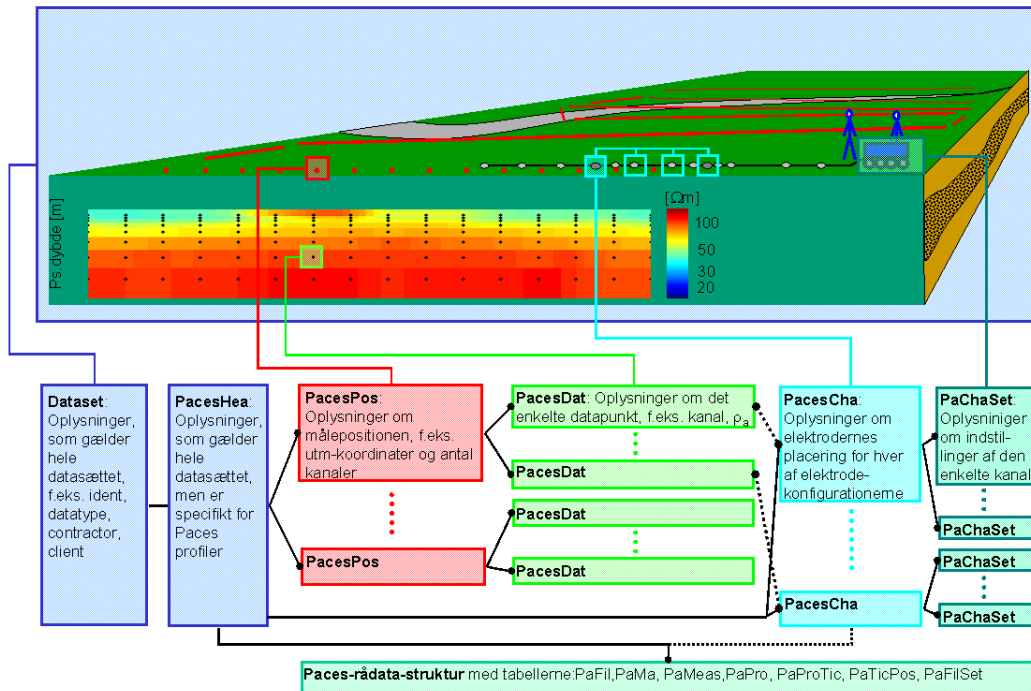 [Ωm]
100
50
30
20
Ps.dybde [m]
Dataset:
Oplysninger,
som gælder
hele
datasættet,
f.eks. ident,
datatype,
contractor,
client
PacesHea:
Oplysninger,
som gælder
hele
datasættet,
men er
specifikt for
Paces
profiler
PacesPos:
Oplysninger om
målepositionen, f.eks.
utm-koordinater og antal
kanaler
PacesPos
PacesDat: Oplysninger om det
enkelte datapunkt, f.eks. kanal, ρa
PacesDat
PacesDat
PacesDat
PacesCha:
Oplysninger om
elektrodernes
placering for hver
af elektrode-
konfigurationerne
PacesCha
PaChaSet:
Oplysniniger
om indstil-
linger af den
enkelte kanal
PaChaSet
PaChaSet
PaChaSet
Paces-rådata-struktur med tabellerne:PaFil,PaMa, PaMeas,PaPro, PaProTic, PaTicPos, PaFilSet